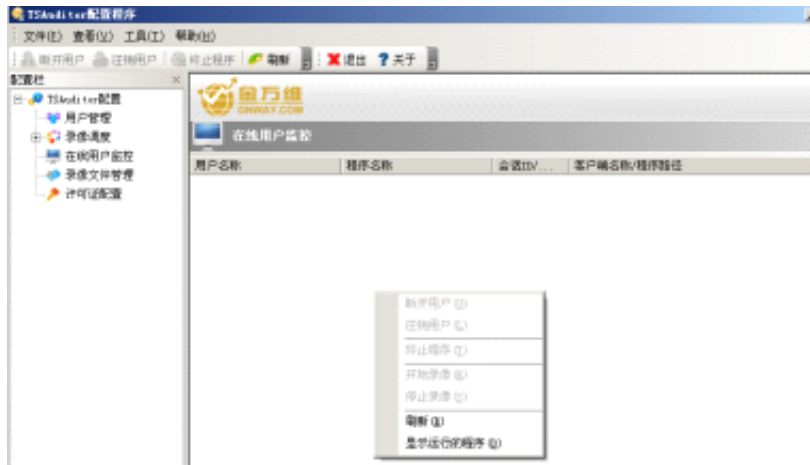 TSAuditer配置程序
文件(F) 查看(V) 工具(T) 帮助(H)
断开用户 注销用户 终止程序 刷新 退出 ? 关于
配置栏 ×
TSAuditer配置
用户管理
录像调度
在线用户监控
录像文件管理
许可证配置
金万维
GNWAY.COM
在线用户监控
用户名称 程序名称 会话ID/... 客户端名称/程序路径
断开用户
注销用户
终止程序
开始录像
停止录像
刷新
显示运行的程序